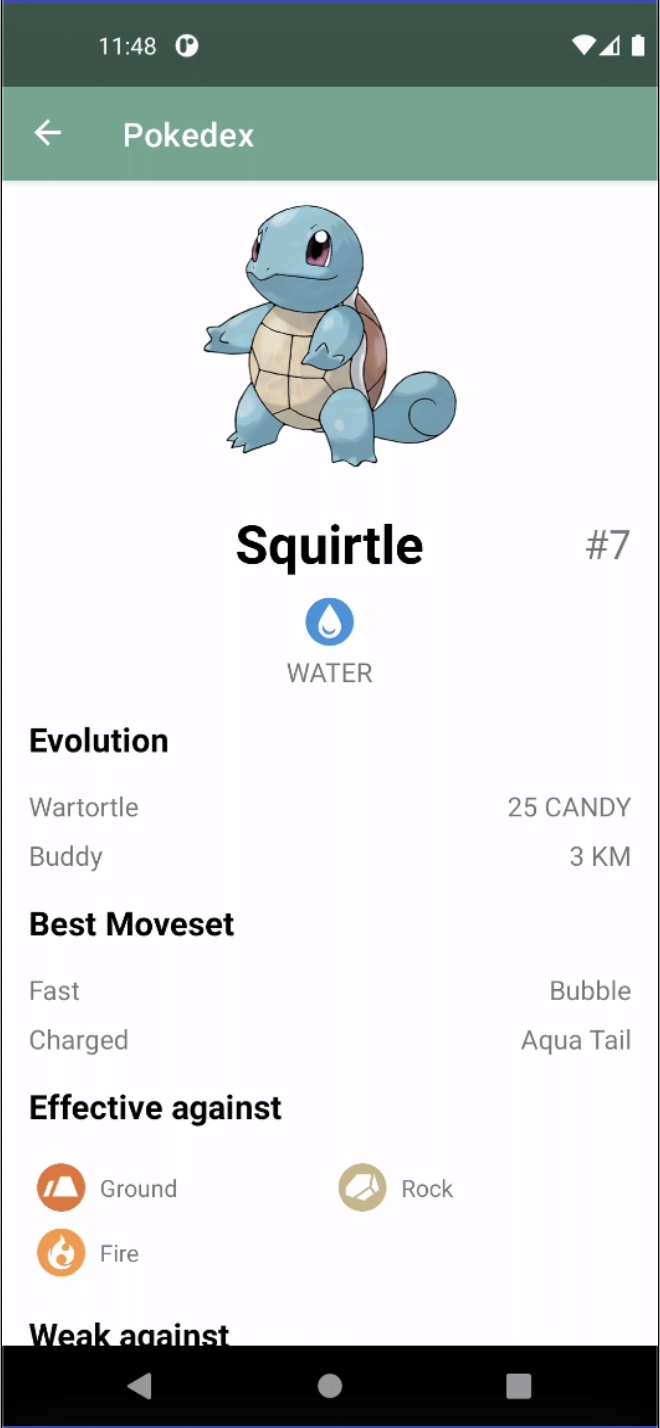 11:48
Pokedex
Squirtle #7
WATER
Evolution
Wartortle 25 CANDY
Buddy 3 KM
Best Moveset
Fast Bubble
Charged Aqua Tail
Effective against
Ground Rock
Fire
Weak against